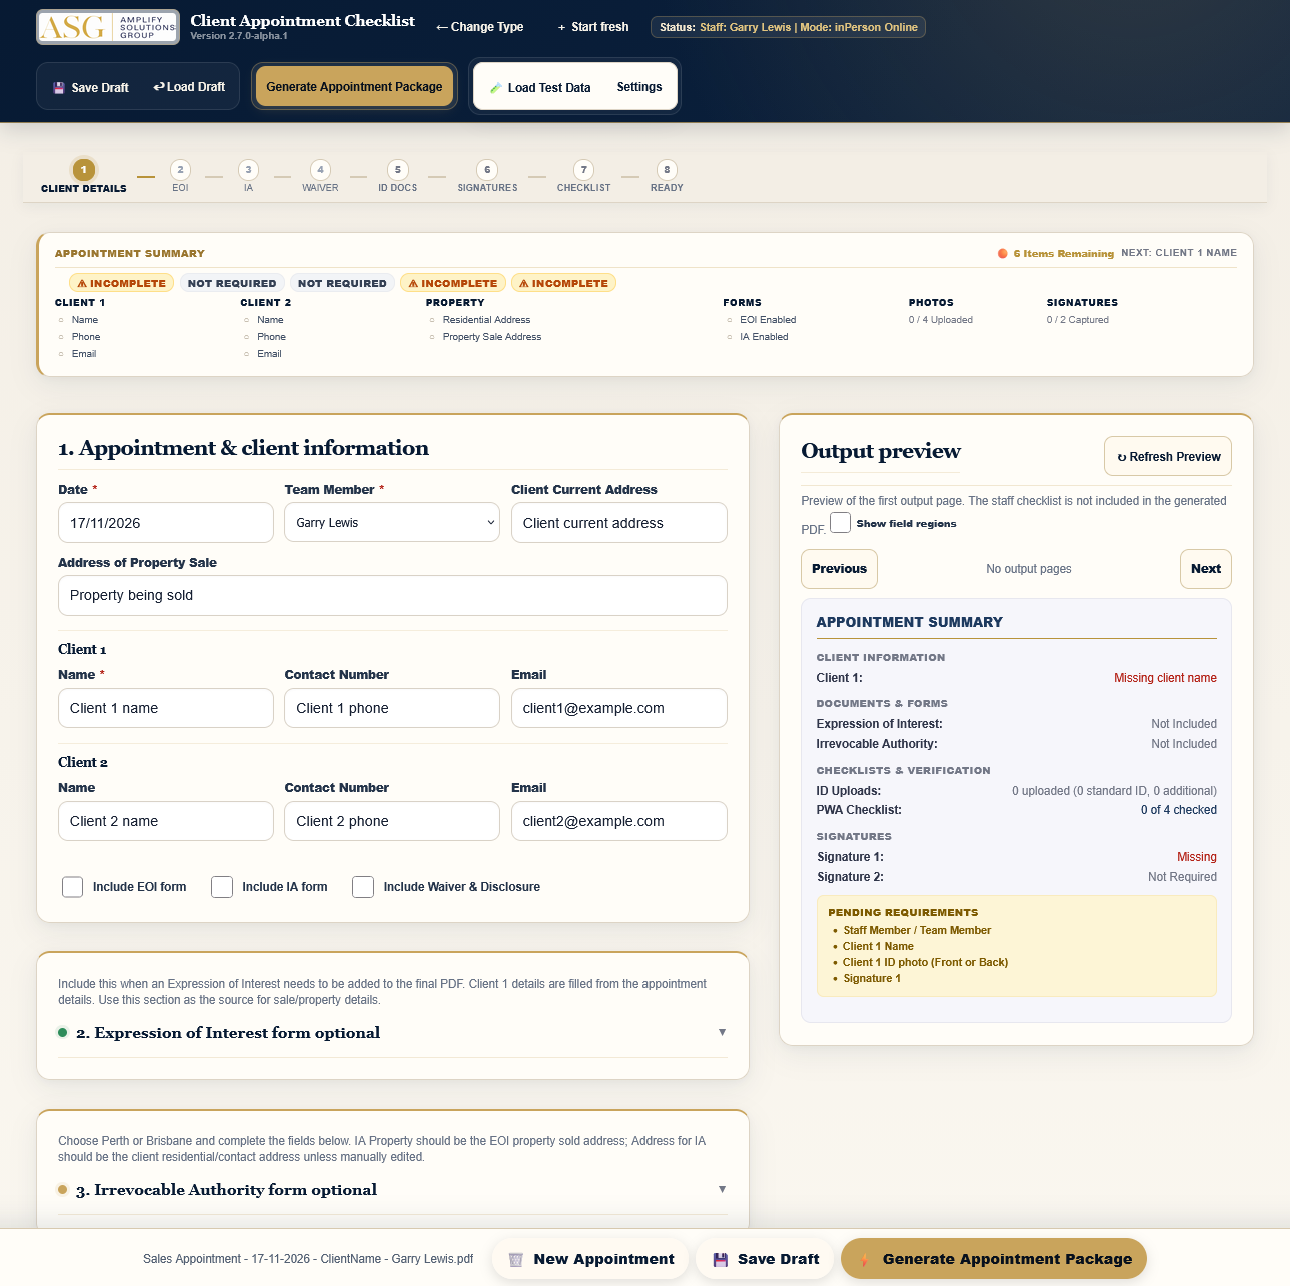 ASG AMPLIFY SOLUTIONS GROUP
Client Appointment Checklist
Version 2.7.0-alpha.1
← Change Type
+ Start fresh
Status: Staff: Garry Lewis | Mode: inPerson Online
Save Draft
Load Draft
Generate Appointment Package
Load Test Data
Settings
1 2 3 4 5 6 7 8
CLIENT DETAILS EOI IA WAIVER ID DOCS SIGNATURES CHECKLIST READY
APPOINTMENT SUMMARY
6 Items Remaining NEXT: CLIENT 1 NAME
INCOMPLETE NOT REQUIRED NOT REQUIRED INCOMPLETE INCOMPLETE
CLIENT 1 CLIENT 2 PROPERTY FORMS PHOTOS SIGNATURES
Name Name Residential Address EOI Enabled 0 / 4 Uploaded 0 / 2 Captured
Phone Phone Property Sale Address IA Enabled
Email Email
1. Appointment & client information
Date * Team Member * Client Current Address
17/11/2026 Garry Lewis Client current address
Address of Property Sale
Property being sold
Client 1
Name * Contact Number Email
Client 1 name Client 1 phone client1@example.com
Client 2
Name Contact Number Email
Client 2 name Client 2 phone client2@example.com
Include EOI form Include IA form Include Waiver & Disclosure
Include this when an Expression of Interest needs to be added to the final PDF. Client 1 details are filled from the appointment
details. Use this section as the source for sale/property details.
2. Expression of Interest form optional
Choose Perth or Brisbane and complete the fields below. IA Property should be the EOI property sold address; Address for IA
should be the client residential/contact address unless manually edited.
3. Irrevocable Authority form optional
Output preview
↻ Refresh Preview
Preview of the first output page. The staff checklist is not included in the generated
PDF. Show field regions
Previous No output pages Next
APPOINTMENT SUMMARY
CLIENT INFORMATION
Client 1: Missing client name
DOCUMENTS & FORMS
Expression of Interest: Not Included
Irrevocable Authority: Not Included
CHECKLISTS & VERIFICATION
ID Uploads: 0 uploaded (0 standard ID, 0 additional)
PWA Checklist: 0 of 4 checked
SIGNATURES
Signature 1: Missing
Signature 2: Not Required
PENDING REQUIREMENTS
• Staff Member / Team Member
• Client 1 Name
• Client 1 ID photo (Front or Back)
• Signature 1
Sales Appointment - 17-11-2026 - ClientName - Garry Lewis.pdf
New Appointment
Save Draft
Generate Appointment Package